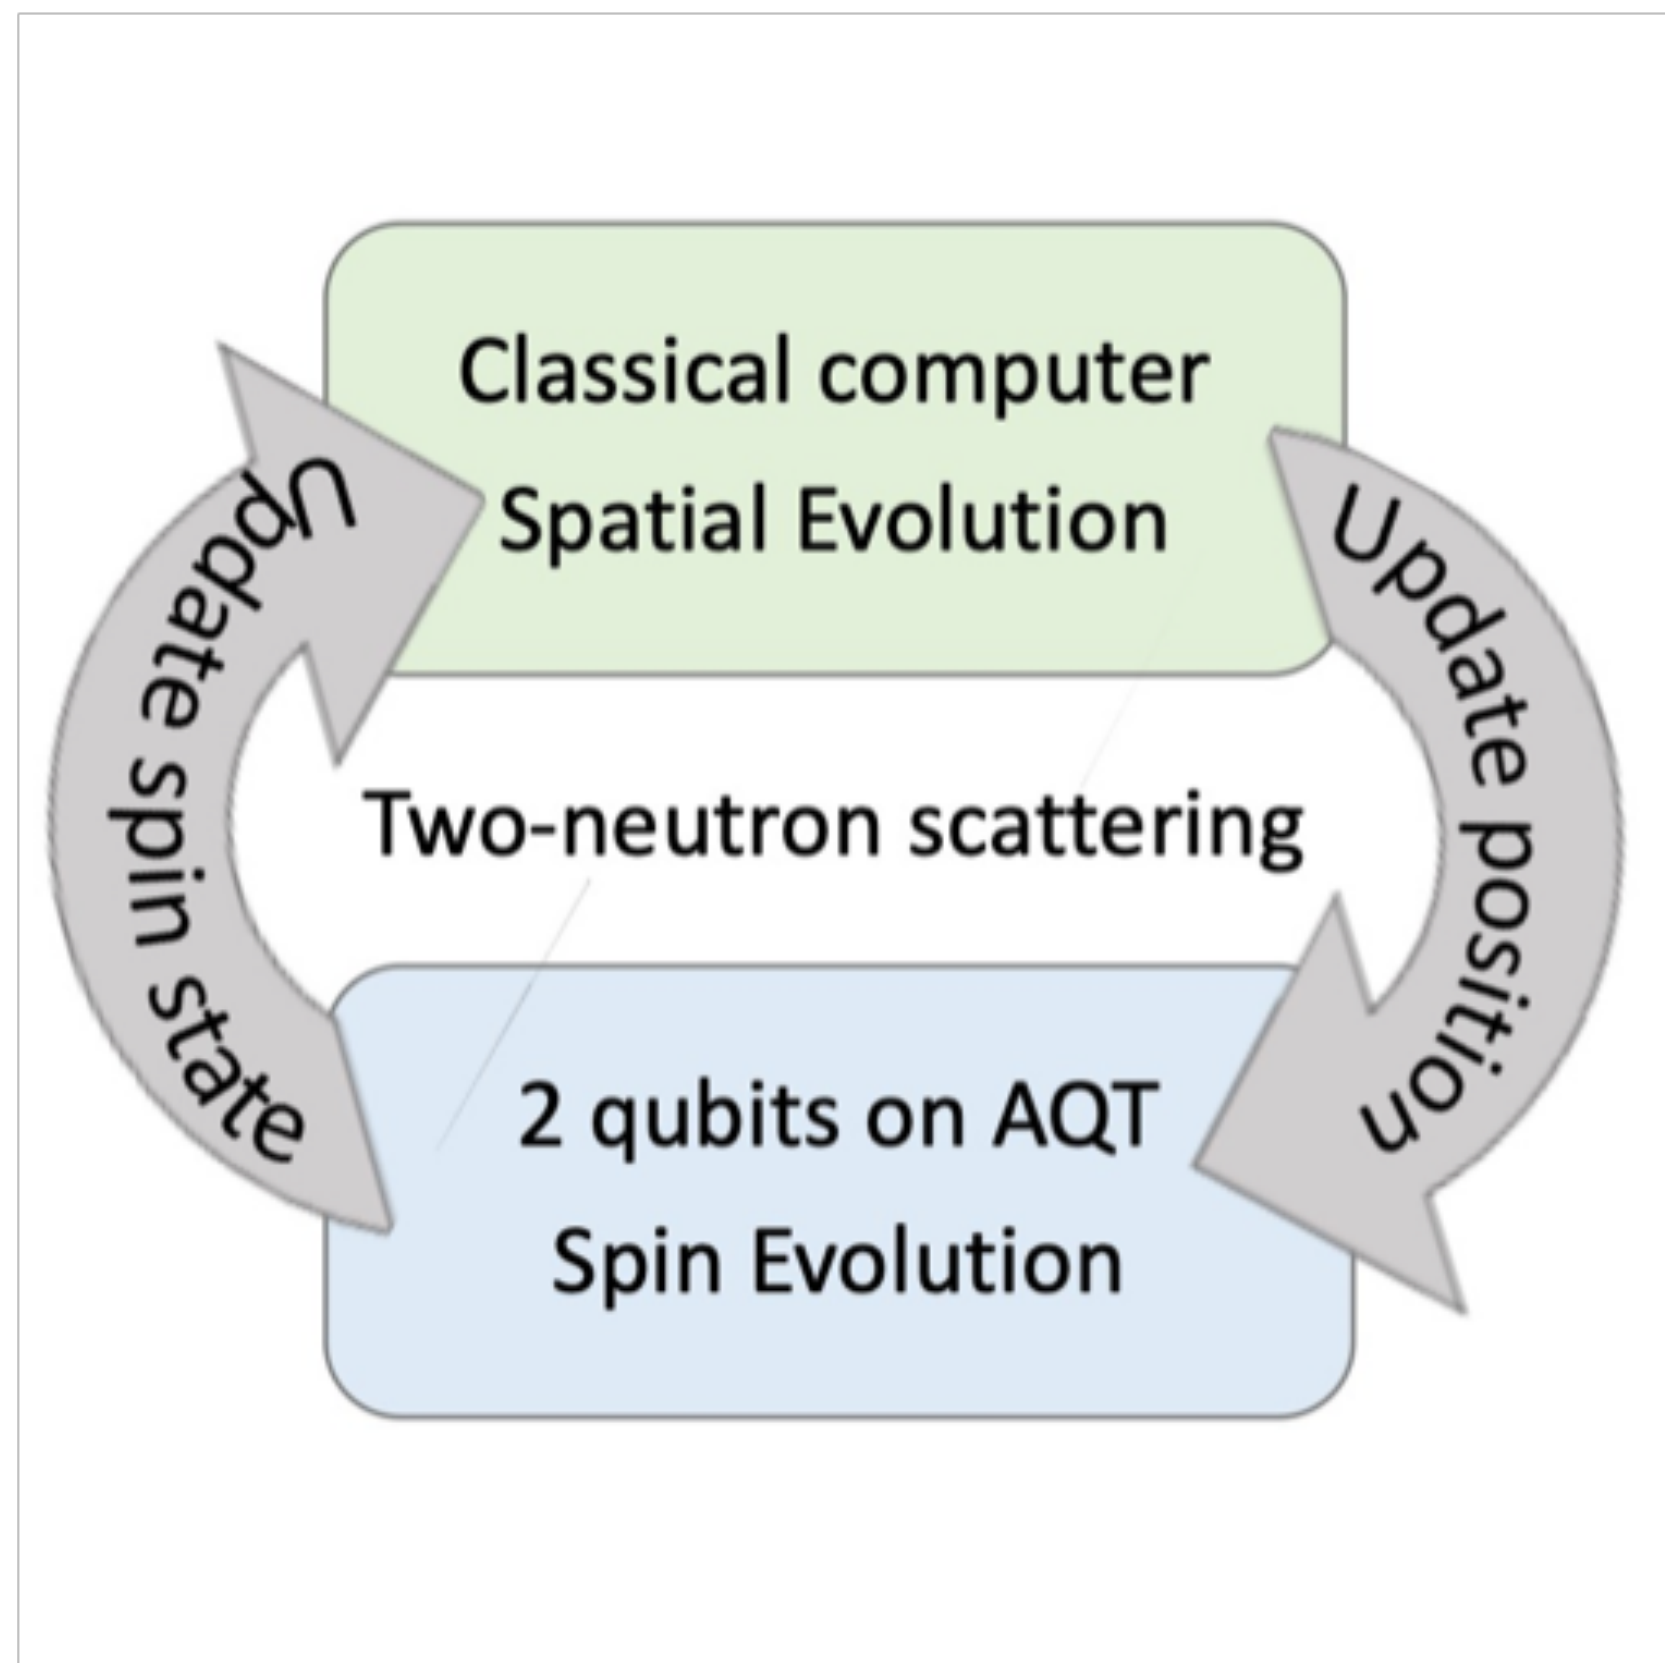 Classical computer
Spatial Evolution
Update spin state
Update position
Two-neutron scattering
2 qubits on AQT
Spin Evolution